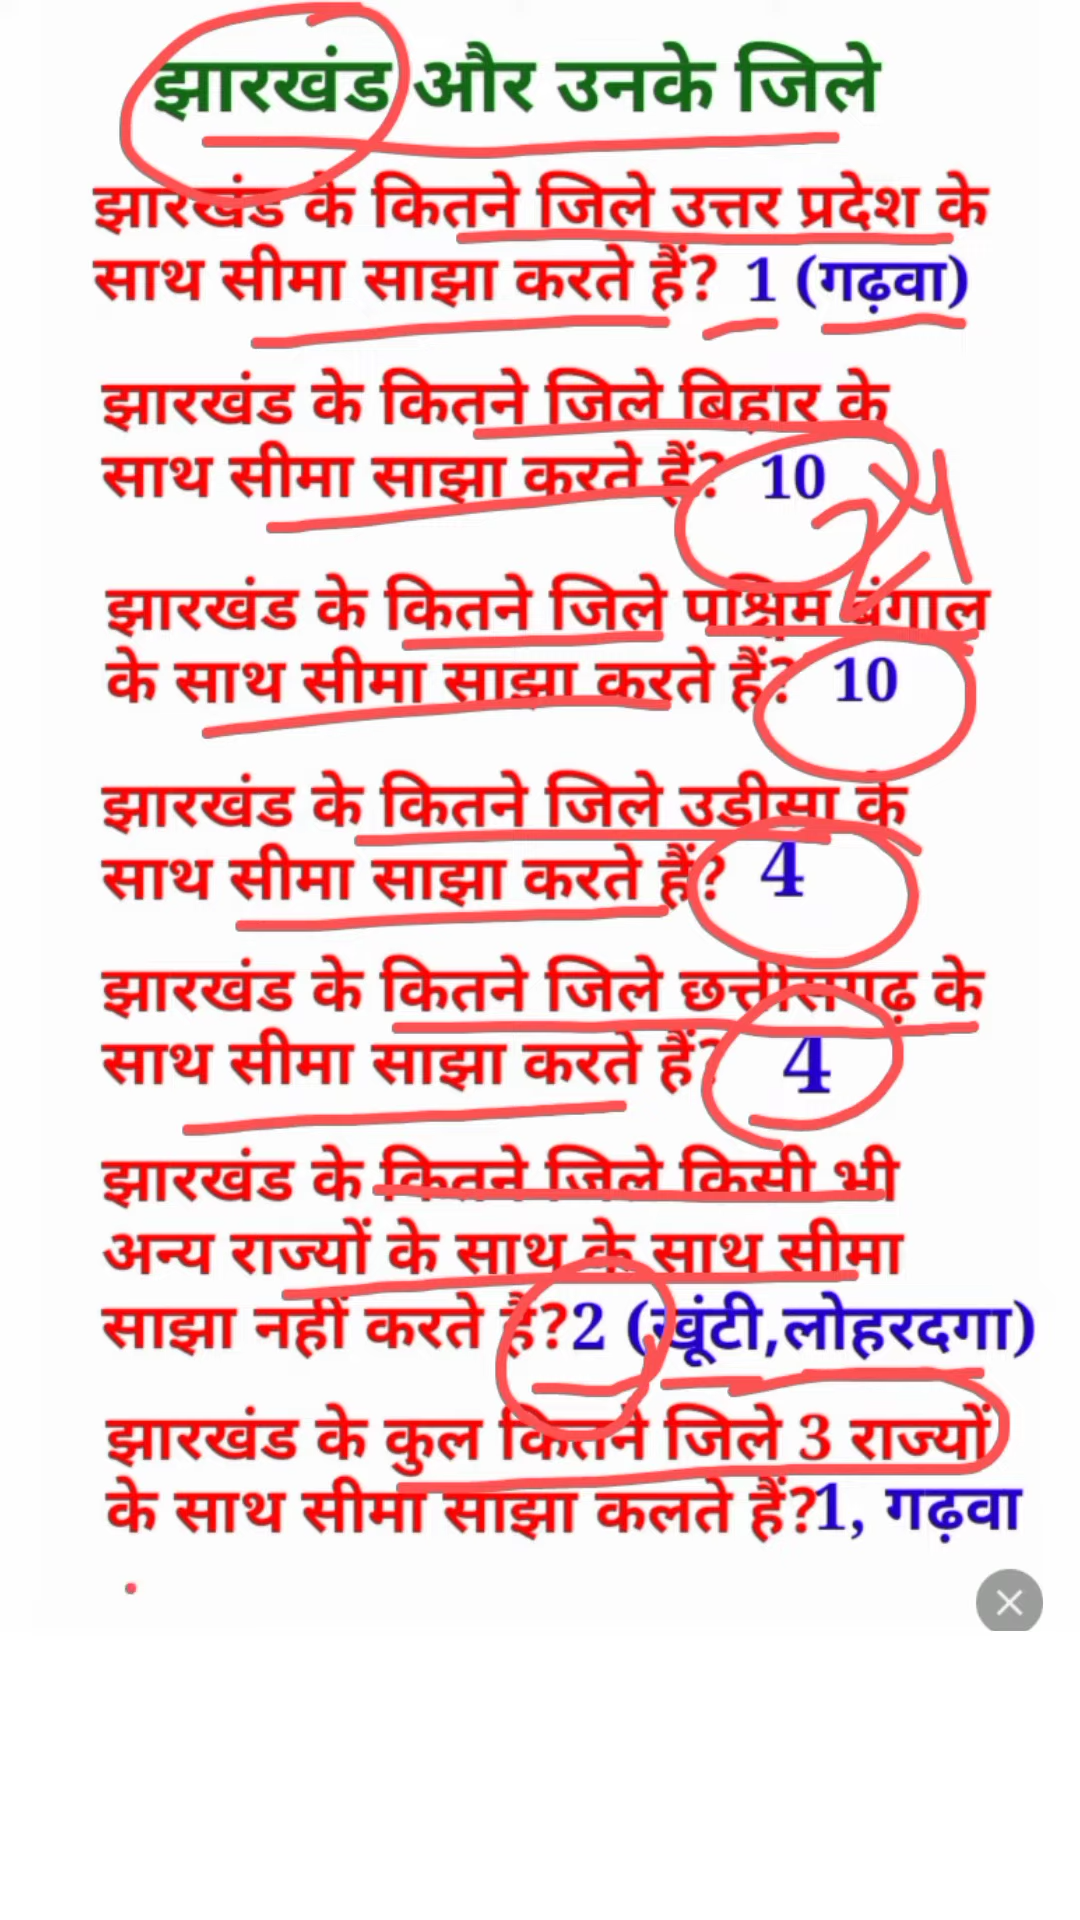 झारखंड और उनके जिले
झारखंड के कितने जिले उत्तर प्रदेश के
साथ सीमा साझा करते हैं? 1 (गढ़वा)
झारखंड के कितने जिले बिहार के
साथ सीमा साझा करते हैं? 10
24
झारखंड के कितने जिले पश्चिम बंगाल
के साथ सीमा साझा करते हैं? 10
झारखंड के कितने जिले उडीसा के
साथ सीमा साझा करते हैं? 4
झारखंड के कितने जिले छत्तीसगढ़ के
साथ सीमा साझा करते हैं? 4
झारखंड के कितने जिले किसी भी
अन्य राज्यों के साथ के साथ सीमा
साझा नहीं करते है?2 (खूंटी,लोहरदगा)
झारखंड के कुल कितने जिले 3 राज्यों
के साथ सीमा साझा कलते हैं?1, गढ़वा